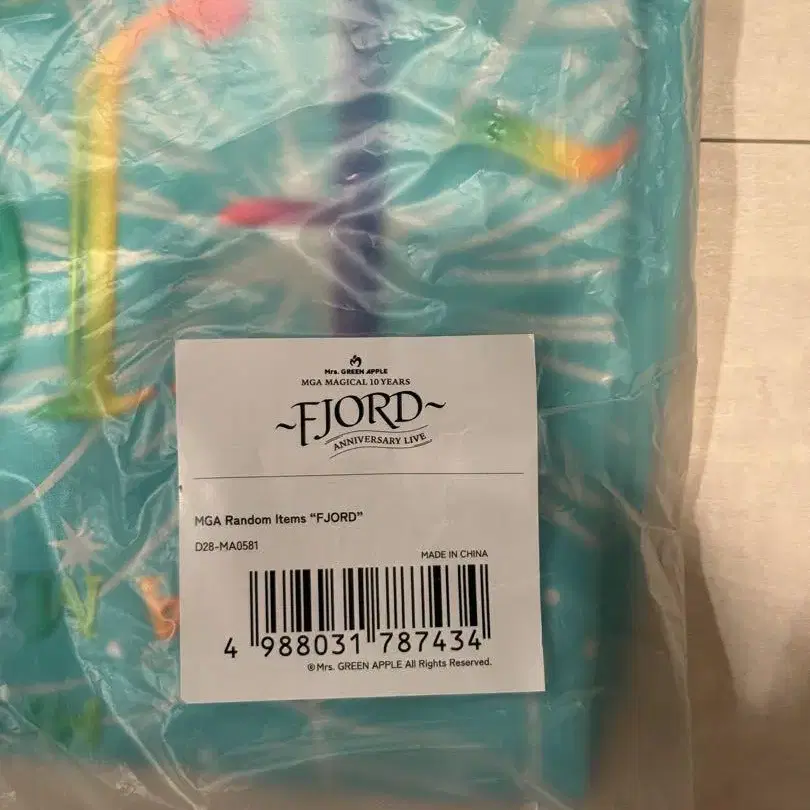 Mrs. GREEN APPLE
MGA MAGICAL 10 YEARS
~FJORD~
ANNIVERSARY LIVE
MGA Random Items “FJORD”
D28-MA0581
MADE IN CHINA
4 988031 787434
®Mrs. GREEN APPLE All Rights Reserved.